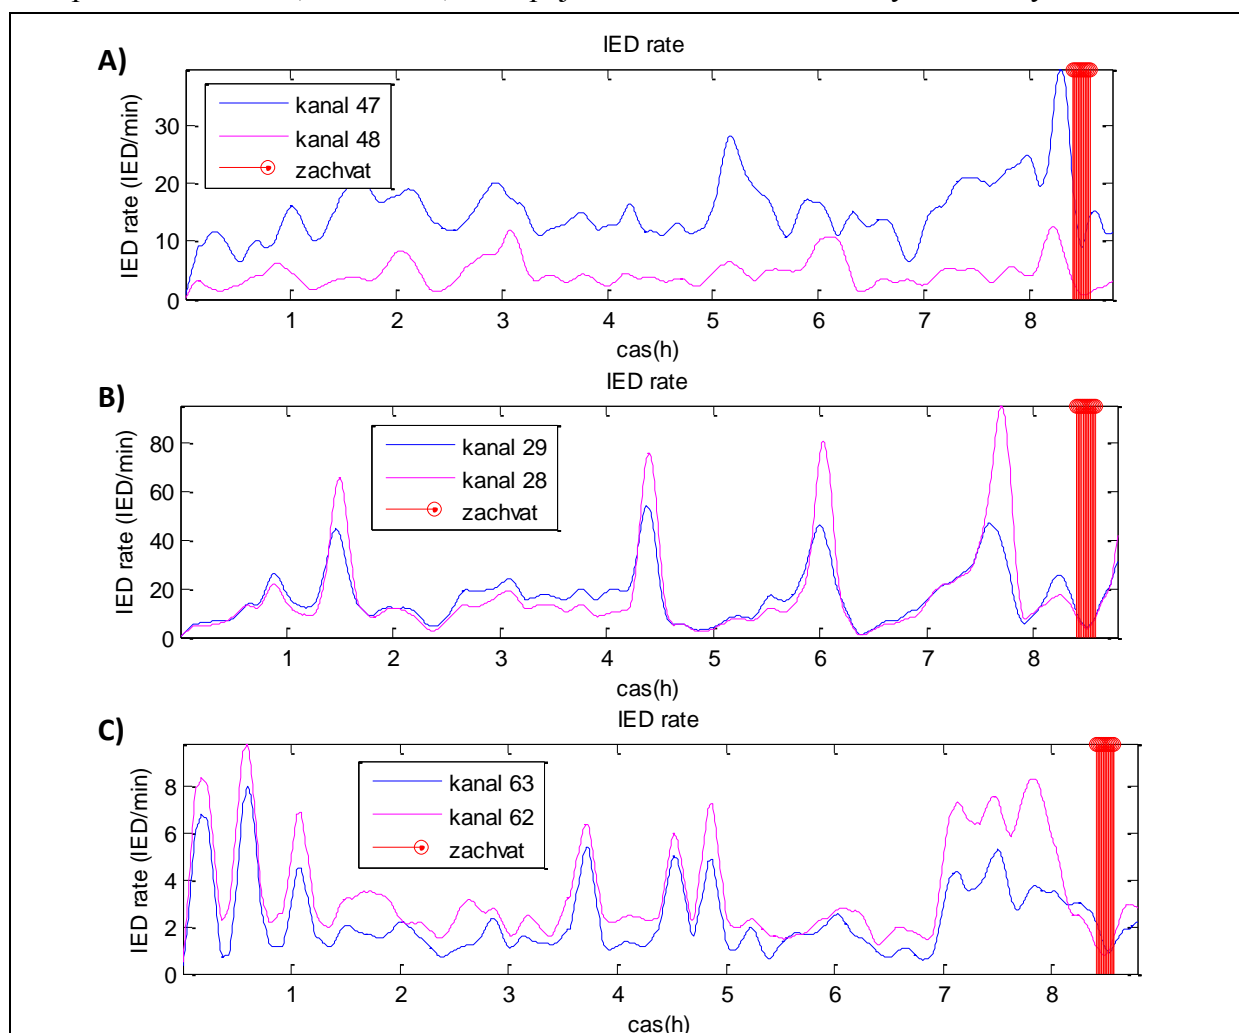 IED rate
A)
kanal 47
kanal 48
zachvat
30
20
10
0
IED rate (IED/min)
1 2 3 4 5 6 7 8
cas(h)
IED rate
B)
kanal 29
kanal 28
zachvat
80
60
40
20
0
IED rate (IED/min)
1 2 3 4 5 6 7 8
cas(h)
IED rate
C)
kanal 63
kanal 62
zachvat
8
6
4
2
0
IED rate (IED/min)
1 2 3 4 5 6 7 8
cas(h)